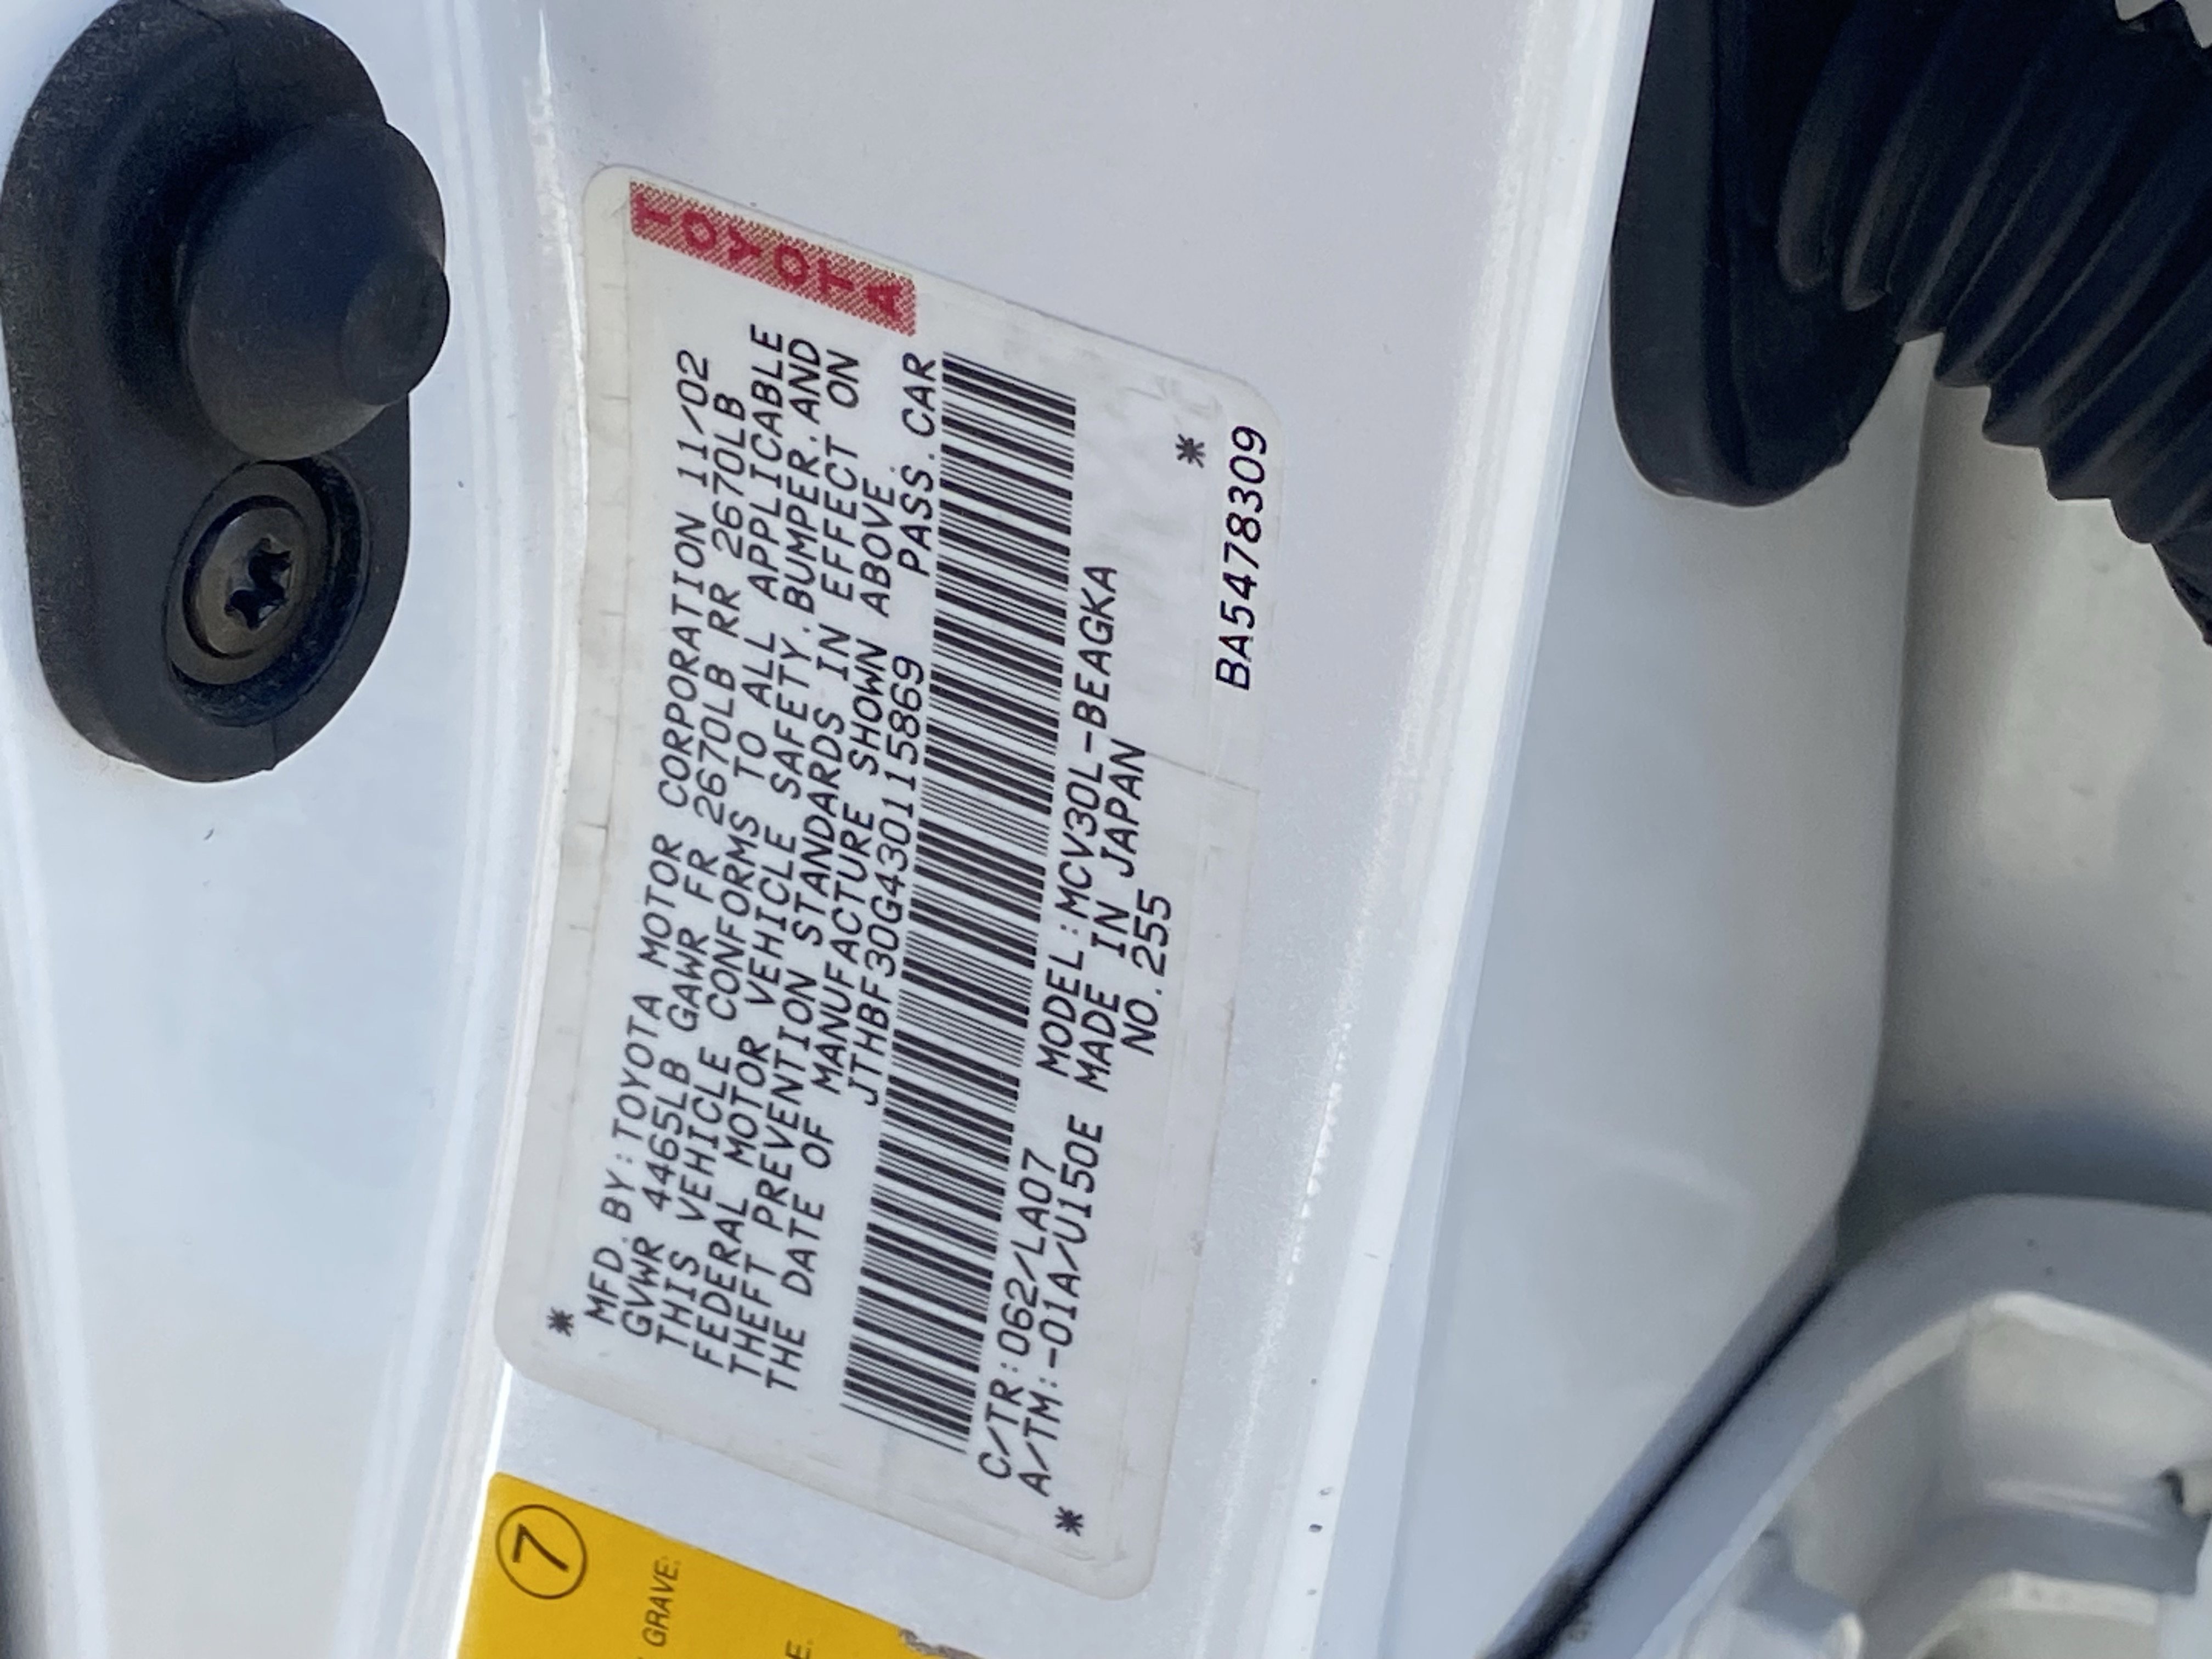 TOYOTA
*
MFD.BY:TOYOTA MOTOR CORPORATION 11/02
GVWR 4465LB GAWR FR 2670LB RR 2670LB
THIS VEHICLE CONFORMS TO ALL APPLICABLE
FEDERAL MOTOR VEHICLE SAFETY.BUMPER.AND
THEFT PREVENTION STANDARDS IN EFFECT ON
THE DATE OF MANUFACTURE SHOWN ABOVE.
JTHBF30G430115869 PASS.CAR
C/TR:062/LA07 MODEL:MCV30L-BEAGKA
A/TM:-01A/U150E MADE IN JAPAN
NO.255
* *
BA5478309
7
GRAVE:
E.